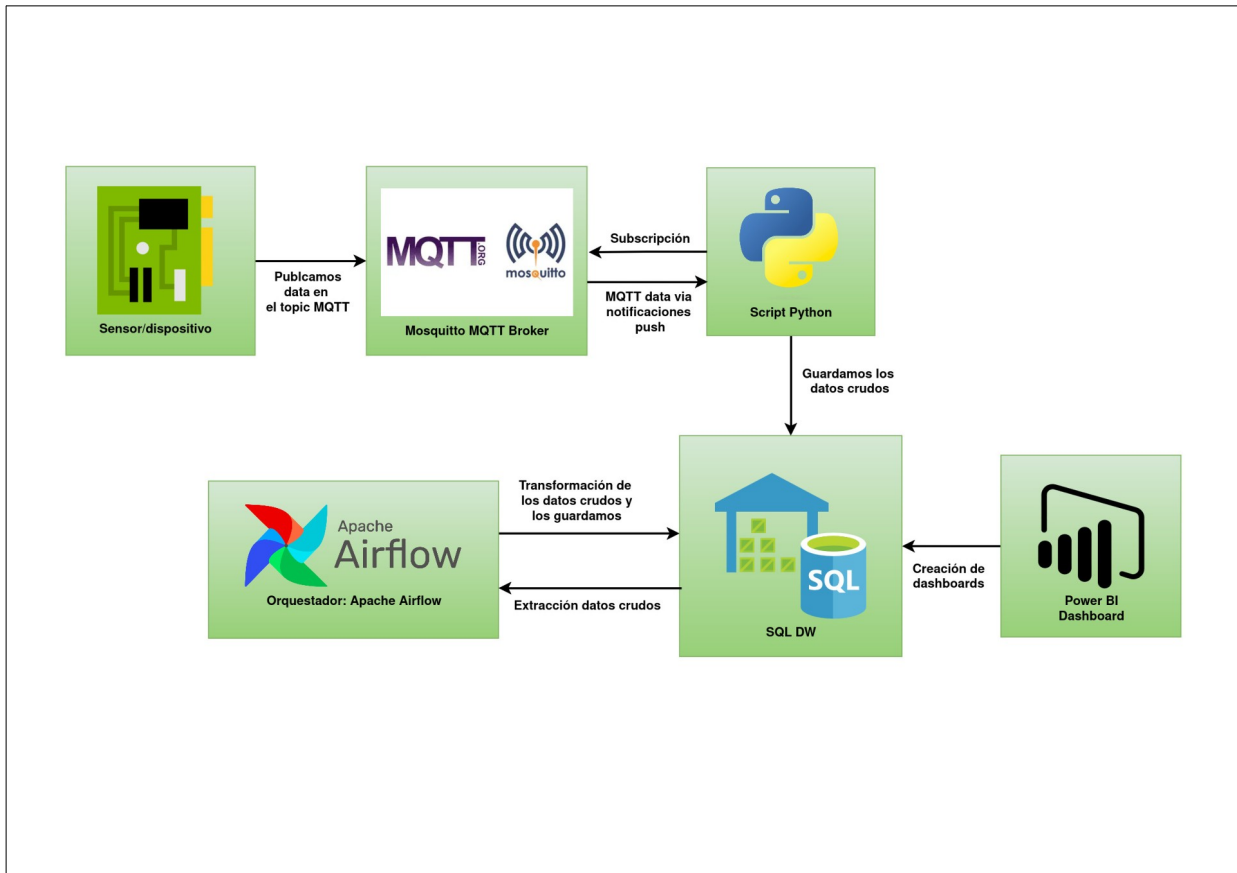 Publcamos
data en
el topic MQTT
Sensor/dispositivo
MQTT
.ORG
mosquitto
Mosquitto MQTT Broker
Subscripción
MQTT data via
notificaciones
push
Script Python
Guardamos los
datos crudos
Apache
Airflow
Orquestador: Apache Airflow
Transformación de
los datos crudos y
los guardamos
Extracción datos crudos
SQL
SQL DW
Creación de
dashboards
Power BI
Dashboard